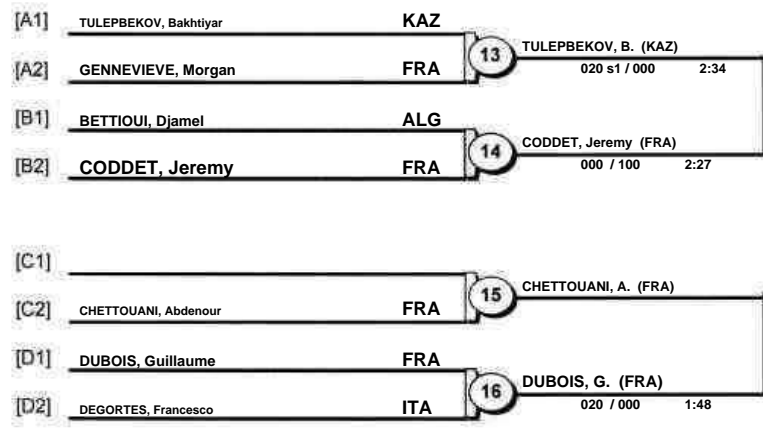 [A1] TULEPBEKOV, Bakhtiyar KAZ
[A2] GENNEVIEVE, Morgan FRA
13 TULEPBEKOV, B. (KAZ)
020 s1 / 000 2:34
[B1] BETTIOUI, Djamel ALG
[B2] CODDET, Jeremy FRA
14 CODDET, Jeremy (FRA)
000 / 100 2:27
[C1]
[C2] CHETTOUANI, Abdenour FRA
15 CHETTOUANI, A. (FRA)
[D1] DUBOIS, Guillaume FRA
[D2] DEGORTES, Francesco ITA
16 DUBOIS, G. (FRA)
020 / 000 1:48